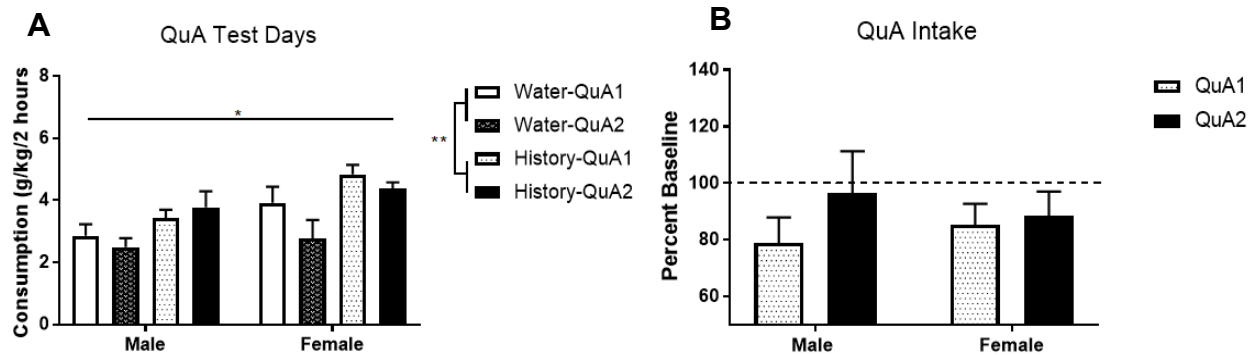 A
QuA Test Days
Consumption (g/kg/2 hours)
8
6
4
2
0
*
Male
Female
**
Water-QuA1
Water-QuA2
History-QuA1
History-QuA2
B
QuA Intake
Percent Baseline
140
120
100
80
60
Male
Female
QuA1
QuA2